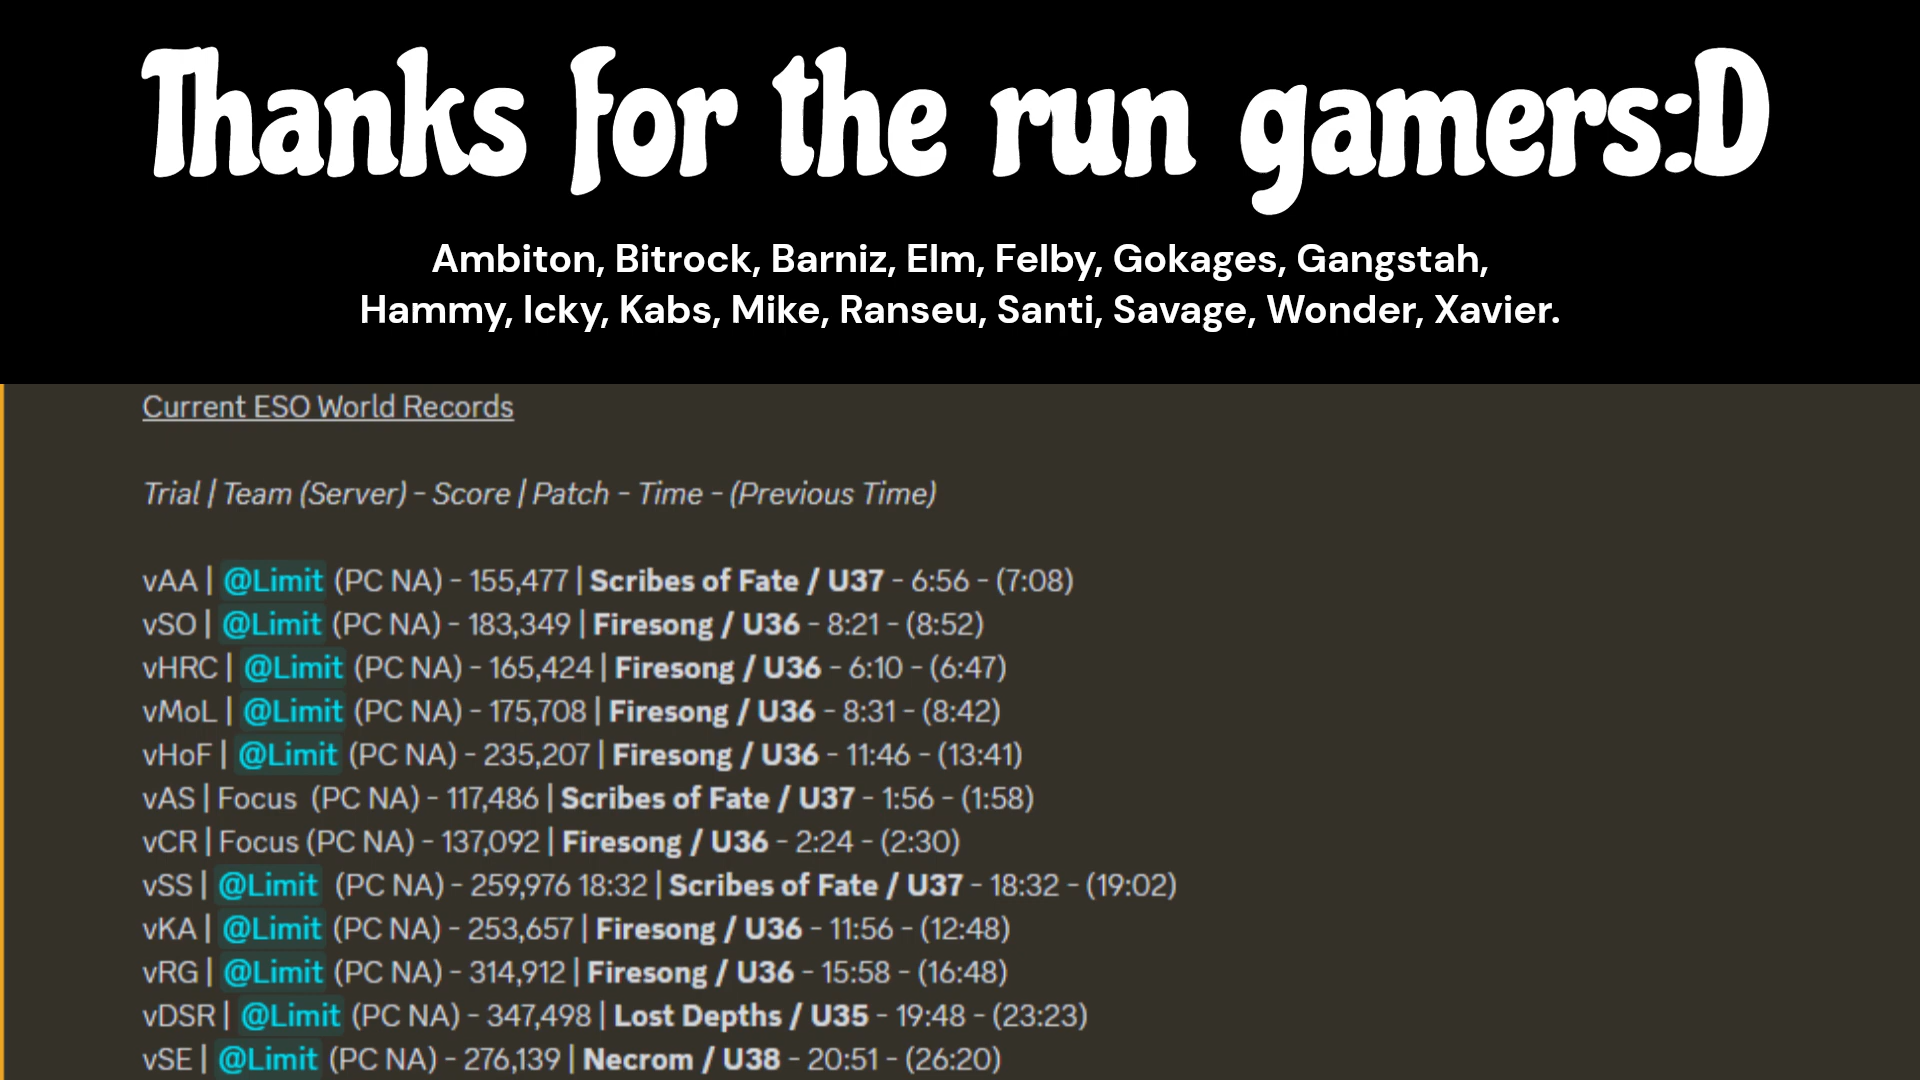 Thanks for the run gamers:D
Ambiton, Bitrock, Barniz, Elm, Felby, Gokages, Gangstah,
Hammy, Icky, Kabs, Mike, Ranseu, Santi, Savage, Wonder, Xavier.
Current ESO World Records
Trial / Team (Server) - Score / Patch - Time - (Previous Time)
vAA | @Limit (PC NA) - 155,477 | Scribes of Fate / U37 - 6:56 - (7:08)
vSO | @Limit (PC NA) - 183,349 | Firesong / U36 - 8:21 - (8:52)
vHRC | @Limit (PC NA) - 165,424 | Firesong / U36 - 6:10 - (6:47)
vMoL | @Limit (PC NA) - 175,708 | Firesong / U36 - 8:31 - (8:42)
vHoF | @Limit (PC NA) - 235,207 | Firesong / U36 - 11:46 - (13:41)
vAS | Focus (PC NA) - 117,486 | Scribes of Fate / U37 - 1:56 - (1:58)
vCR | Focus (PC NA) - 137,092 | Firesong / U36 - 2:24 - (2:30)
vSS | @Limit (PC NA) - 259,976 18:32 | Scribes of Fate / U37 - 18:32 - (19:02)
vKA | @Limit (PC NA) - 253,657 | Firesong / U36 - 11:56 - (12:48)
vRG | @Limit (PC NA) - 314,912 | Firesong / U36 - 15:58 - (16:48)
vDSR | @Limit (PC NA) - 347,498 | Lost Depths / U35 - 19:48 - (23:23)
vSE | @Limit (PC NA) - 276,139 | Necrom / U38 - 20:51 - (26:20)